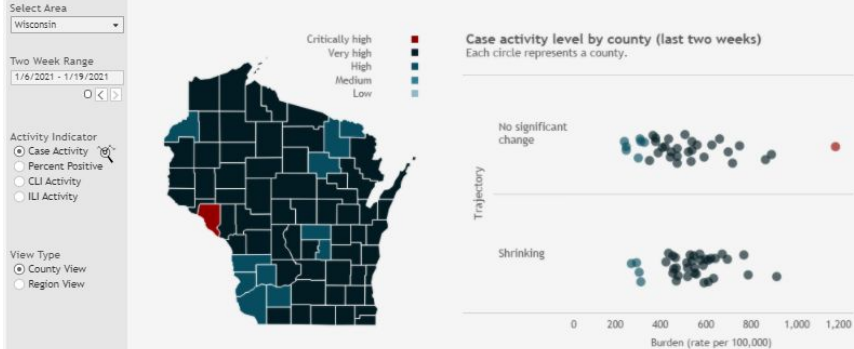 Select Area
Wisconsin
Two Week Range
1/6/2021 - 1/19/2021
Activity Indicator
Case Activity
Percent Positive
CLI Activity
ILI Activity
View Type
County View
Region View
Critically high
Very high
High
Medium
Low
Case activity level by county (last two weeks)
Each circle represents a county.
Trajectory
No significant
change
Shrinking
0 200 400 600 800 1,000 1,200
Burden (rate per 100,000)